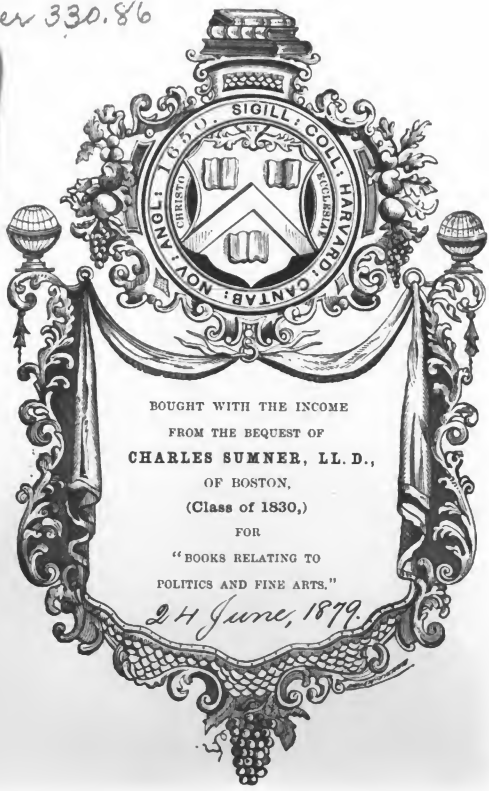 330.86
SIGILL: COLL: HARVARD: CANTAB: NOV: ANGL: 1650.
ET
CHRISTO
ECCLESIAE
BOUGHT WITH THE INCOME
FROM THE BEQUEST OF
CHARLES SUMNER, LL. D.,
OF BOSTON,
(Class of 1830,)
FOR
"BOOKS RELATING TO
POLITICS AND FINE ARTS."
24 June, 1879.